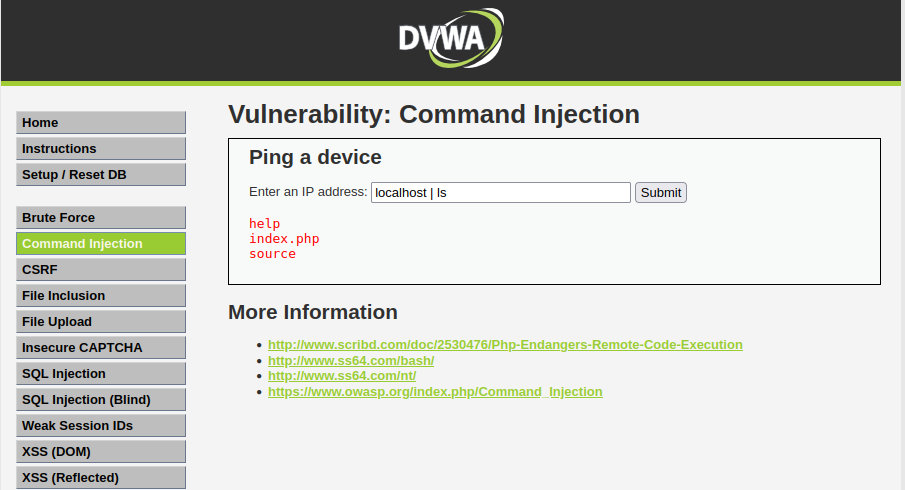 DVWA
Home
Instructions
Setup / Reset DB
Brute Force
Command Injection
CSRF
File Inclusion
File Upload
Insecure CAPTCHA
SQL Injection
SQL Injection (Blind)
Weak Session IDs
XSS (DOM)
XSS (Reflected)
Vulnerability: Command Injection
Ping a device
Enter an IP address: localhost | ls Submit
help
index.php
source
More Information
http://www.scribd.com/doc/2530476/Php-Endangers-Remote-Code-Execution
http://www.ss64.com/bash/
http://www.ss64.com/nt/
https://www.owasp.org/index.php/Command_Injection